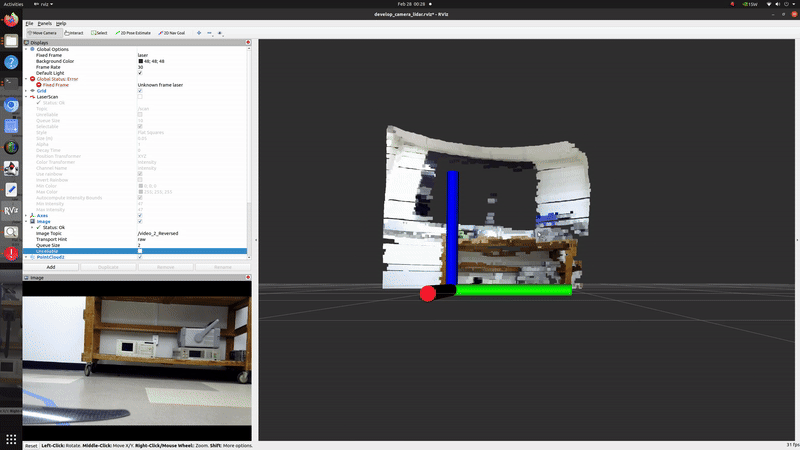 Activities
rviz
Feb 28 00:28
15W
develop_camera_lidar.rviz* - RViz
File Panels Help
Move Camera Interact Select 2D Pose Estimate 2D Nav Goal
Displays
Global Options
Fixed Frame laser
Background Color 48; 48; 48
Frame Rate 30
Default Light
Global Status: Error
Fixed Frame Unknown frame laser
Grid
LaserScan
Status: Ok
Topic /scan
Unreliable
Queue Size 10
Selectable
Style Flat Squares
Size (m)
Alpha 1
Decay Time 0
Position Transformer XYZ
Color Transformer Intensity
Channel Name intensity
Use rainbow
Invert Rainbow
Min Color 0; 0; 0
Max Color 255; 255; 255
Autocompute Intensity Bounds
Min Intensity 47
Max Intensity 47
Axes
Image
Status: Ok
Image Topic /video_2_Reversed
Transport Hint raw
Queue Size 2
Unreliable
PointCloud2
Add Duplicate Remove Rename
Image
RViz
Reset Left-Click: Rotate. Middle-Click: Move X/Y. Right-Click/Mouse Wheel: Zoom. Shift: More options.
31 fps